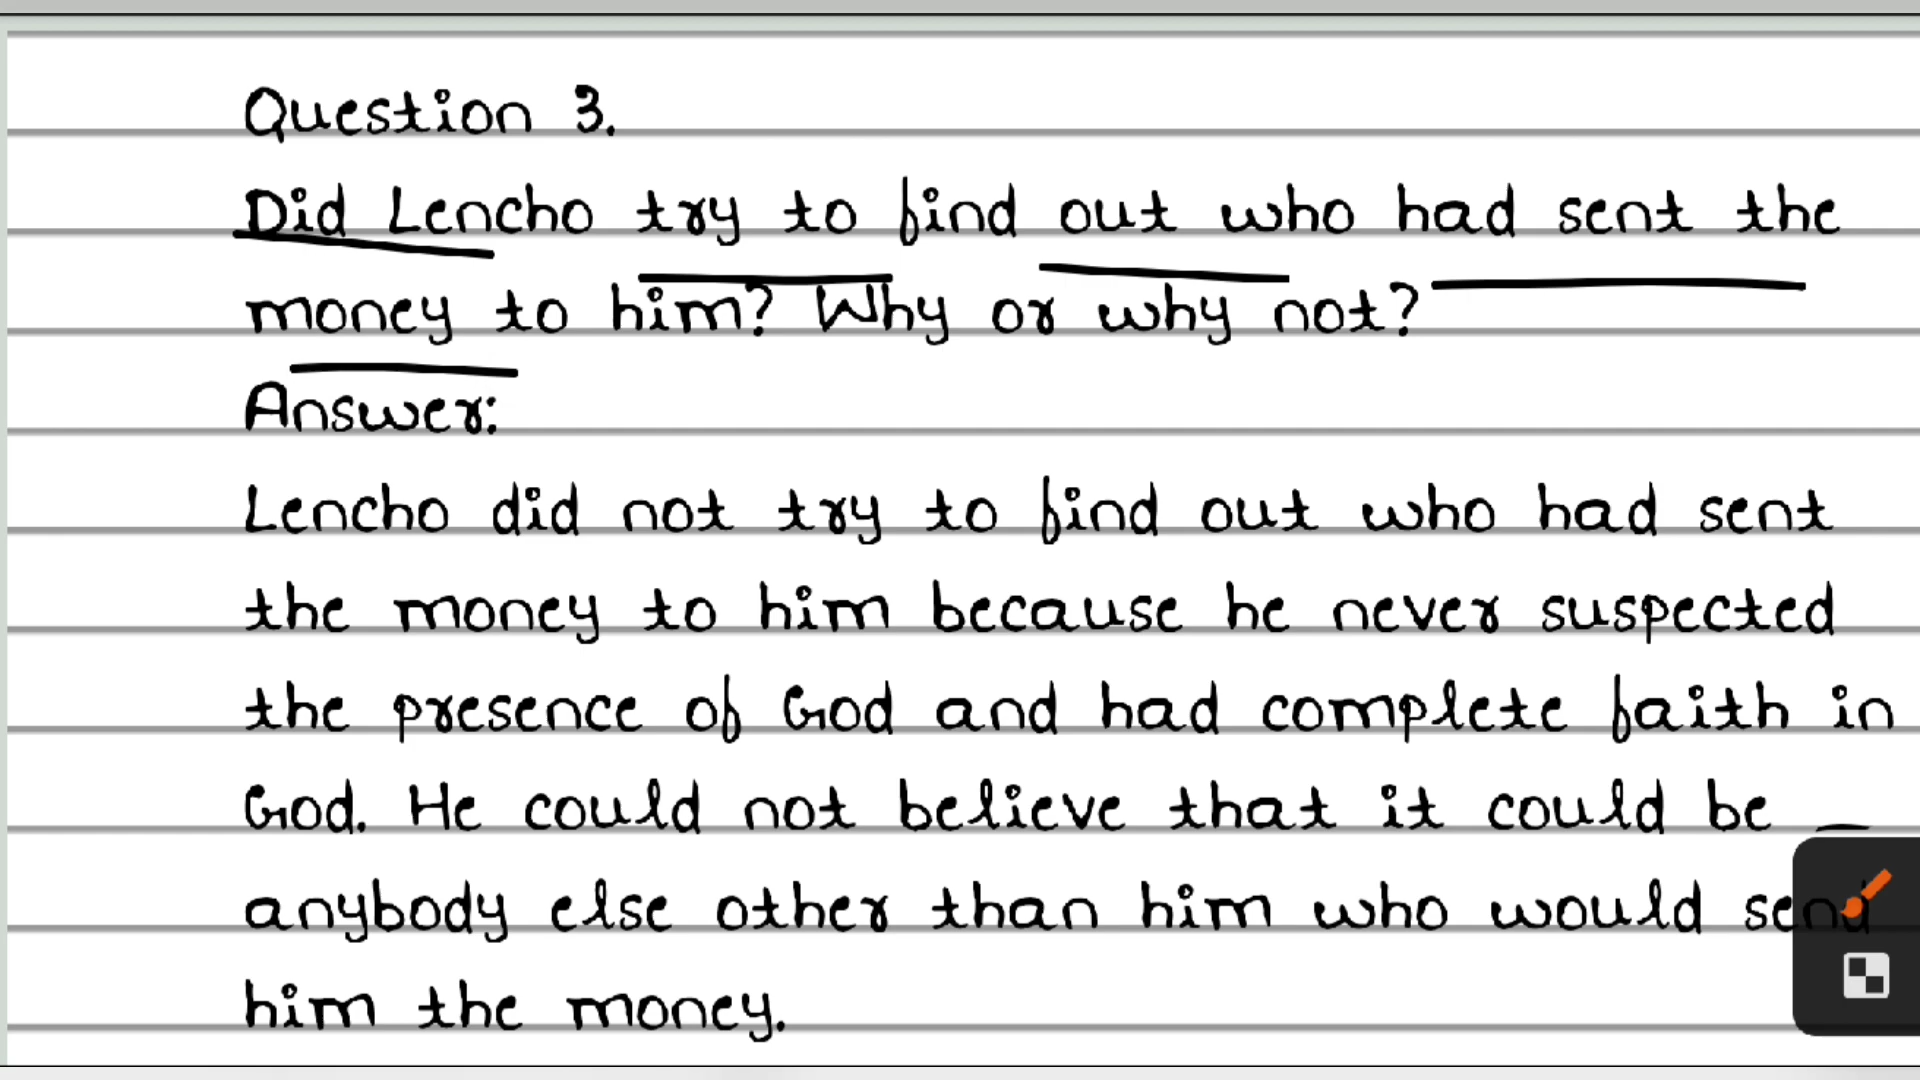 Question 3.
Did Lencho try to find out who had sent the
money to him? Why or why not?
Answer:
Lencho did not try to find out who had sent
the money to him because he never suspected
the presence of God and had complete faith in
God. He could not believe that it could be
anybody else other than him who would send
him the money.